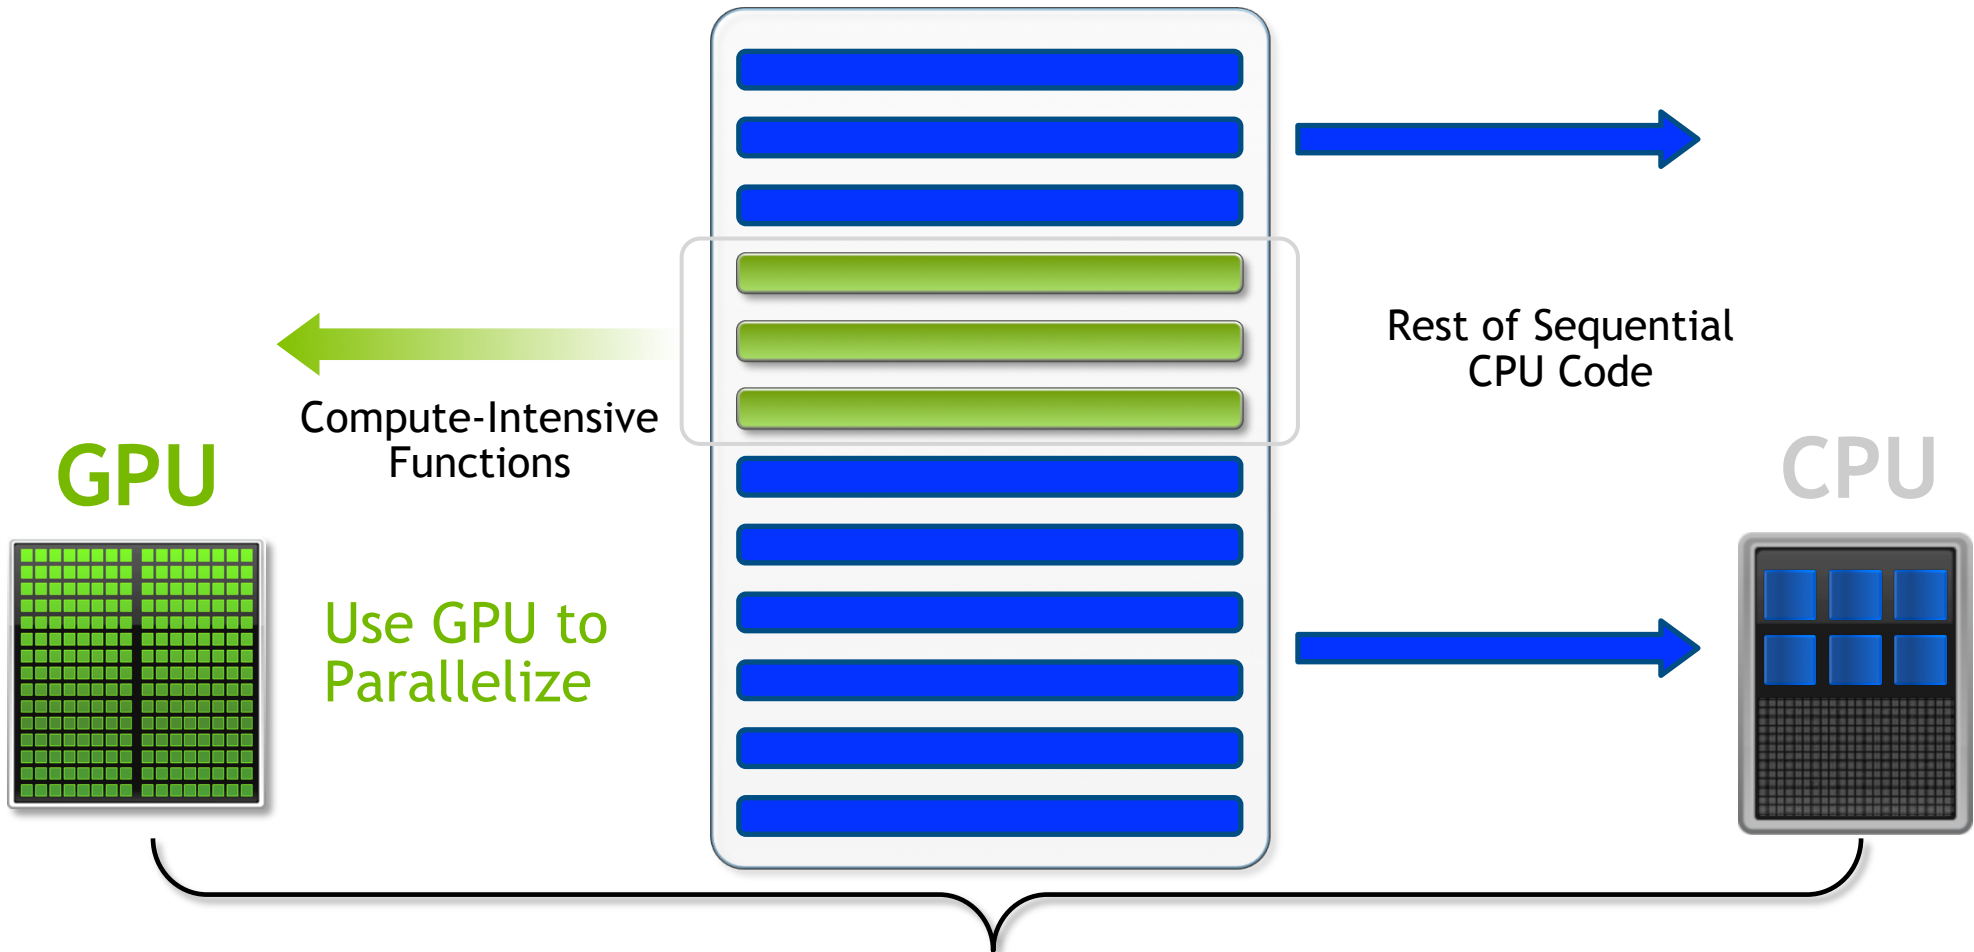 Rest of Sequential
CPU Code
Compute-Intensive
Functions
GPU
CPU
Use GPU to
Parallelize